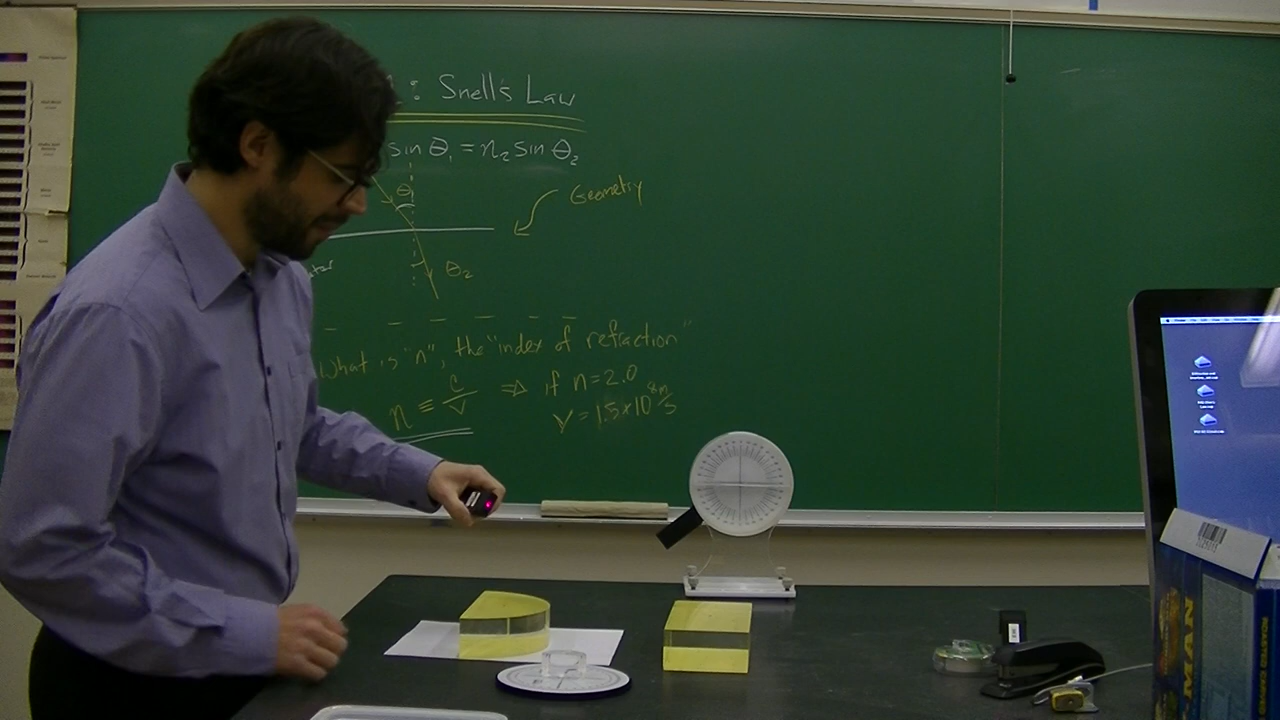 : Snell's Law
sin θ₁ = n₂ sin θ₂
θ
Geometry
θ₂
What is "n", the "index of refraction"
n ≡ c/v ⇒ if n=2.0
V = 1.5×10⁸ m/s
MAN